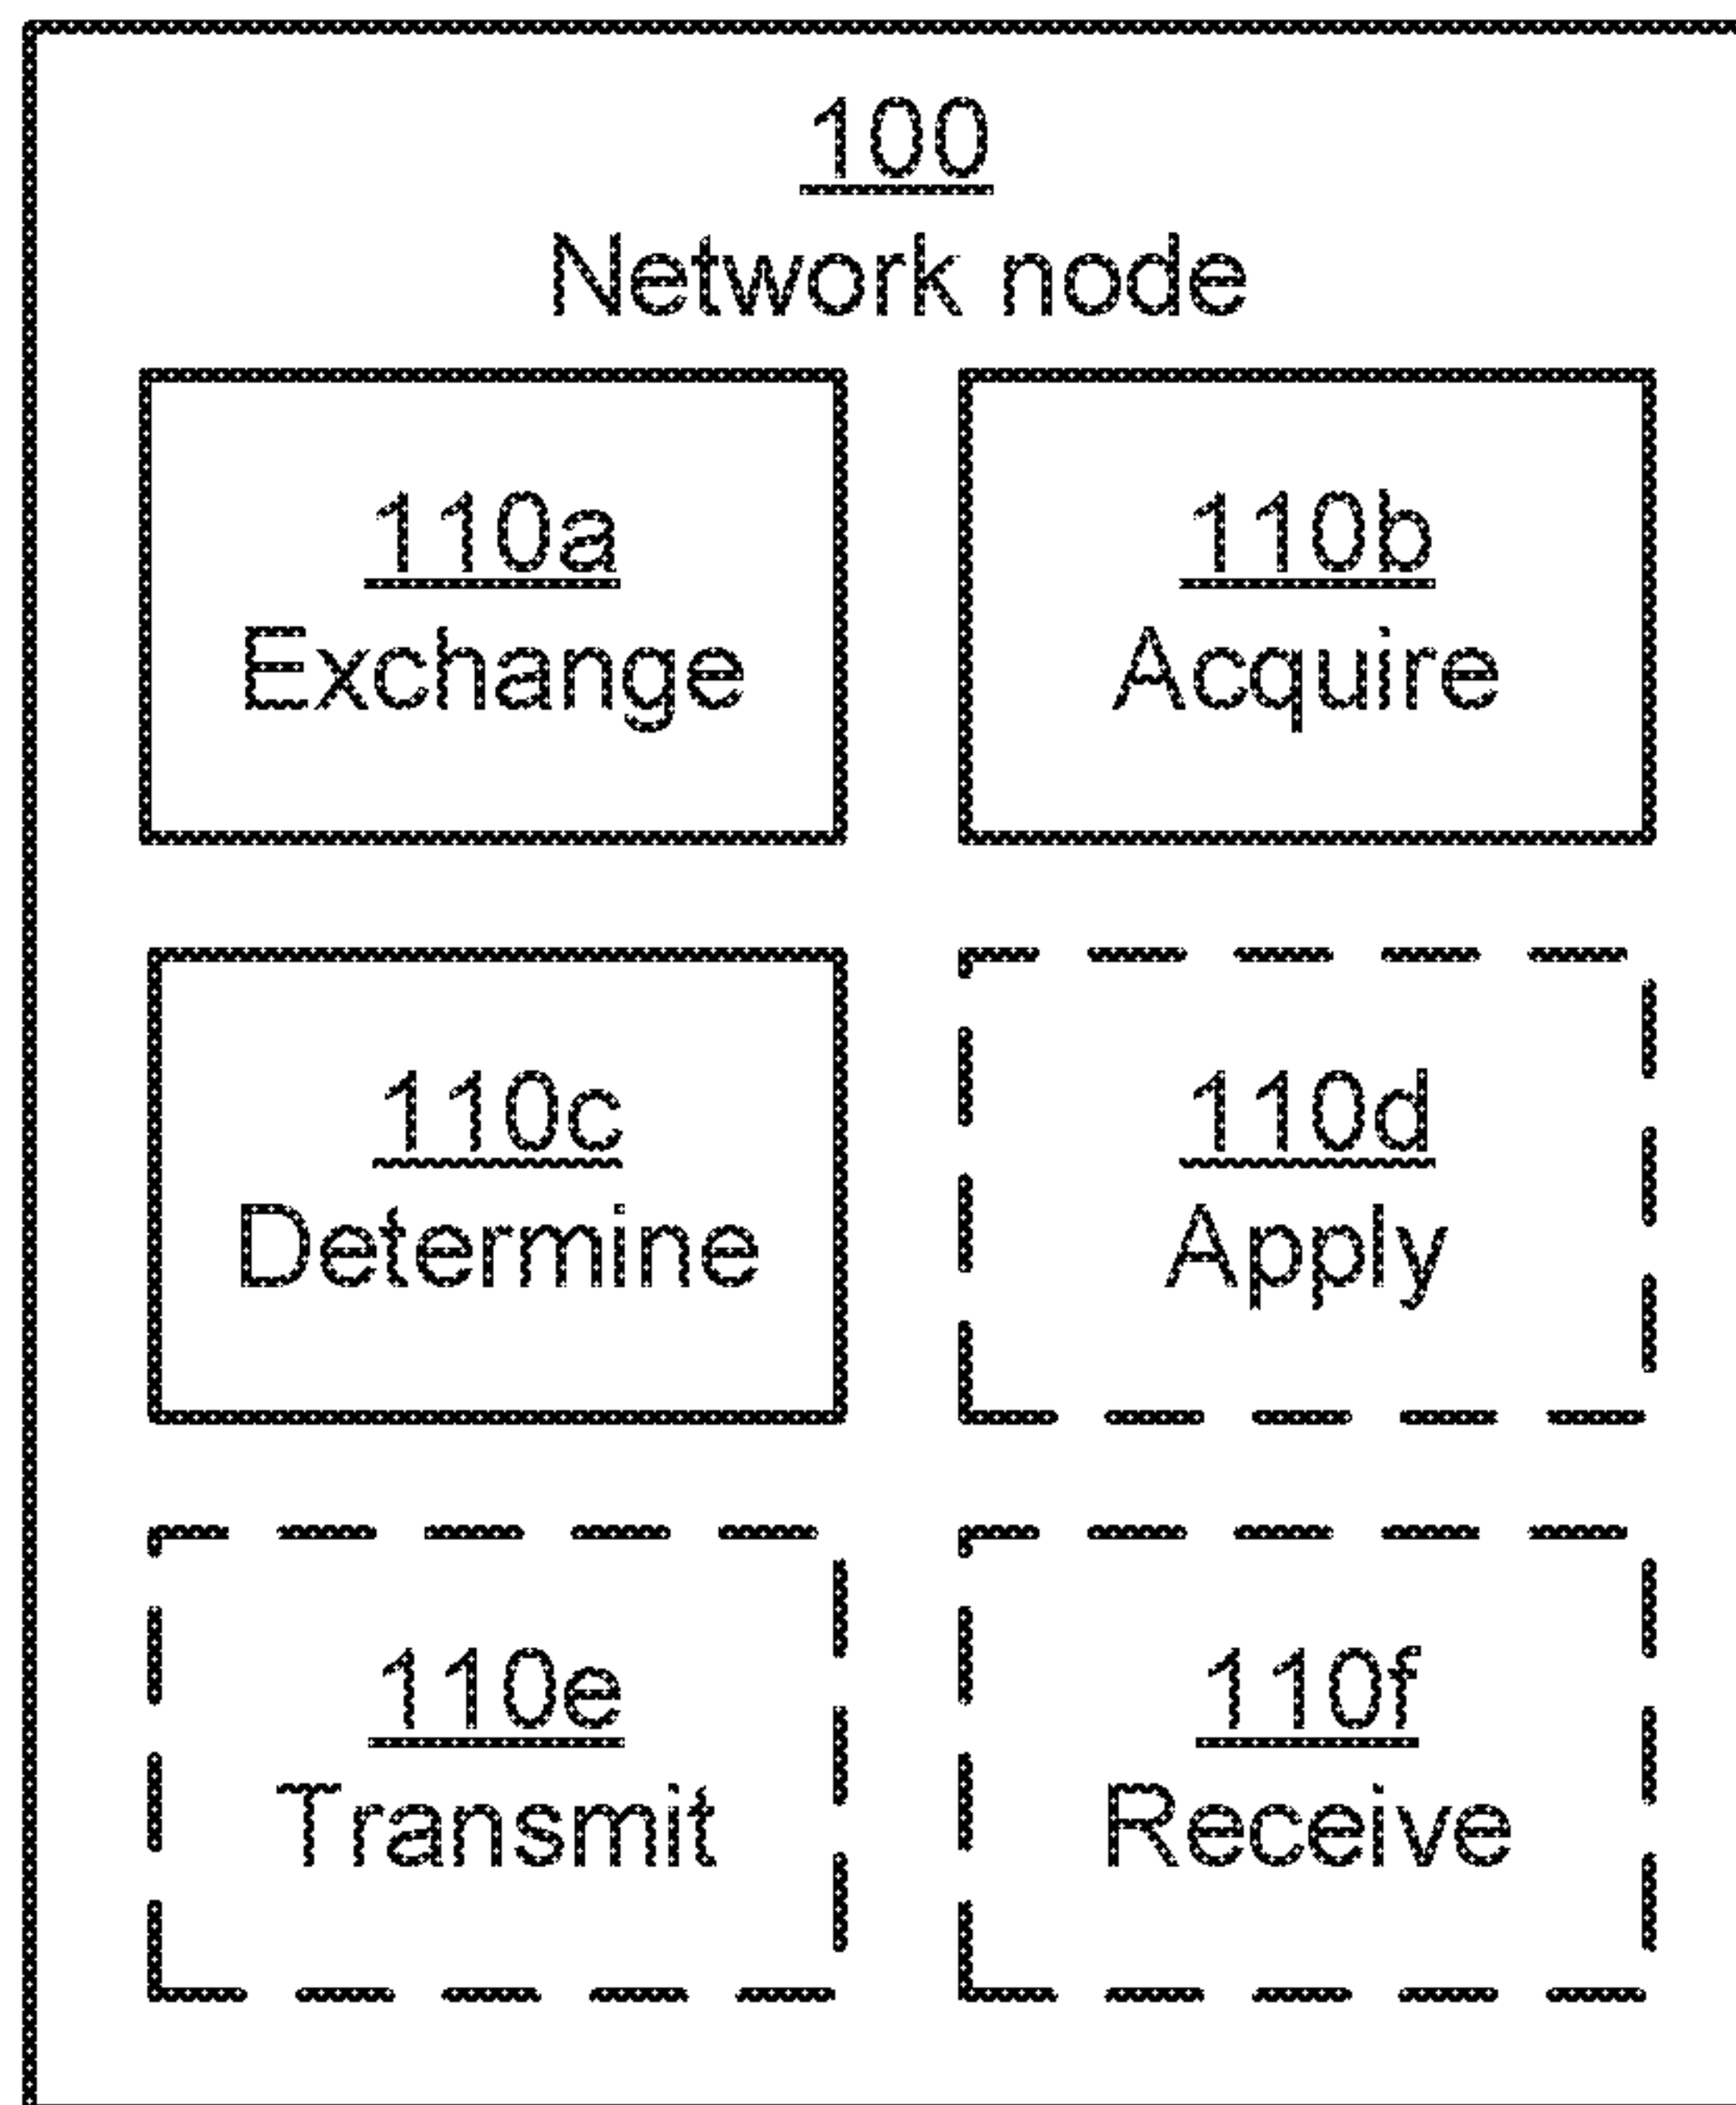 100
Network node
110a
Exchange
110b
Acquire
110c
Determine
110d
Apply
110e
Transmit
110f
Receive